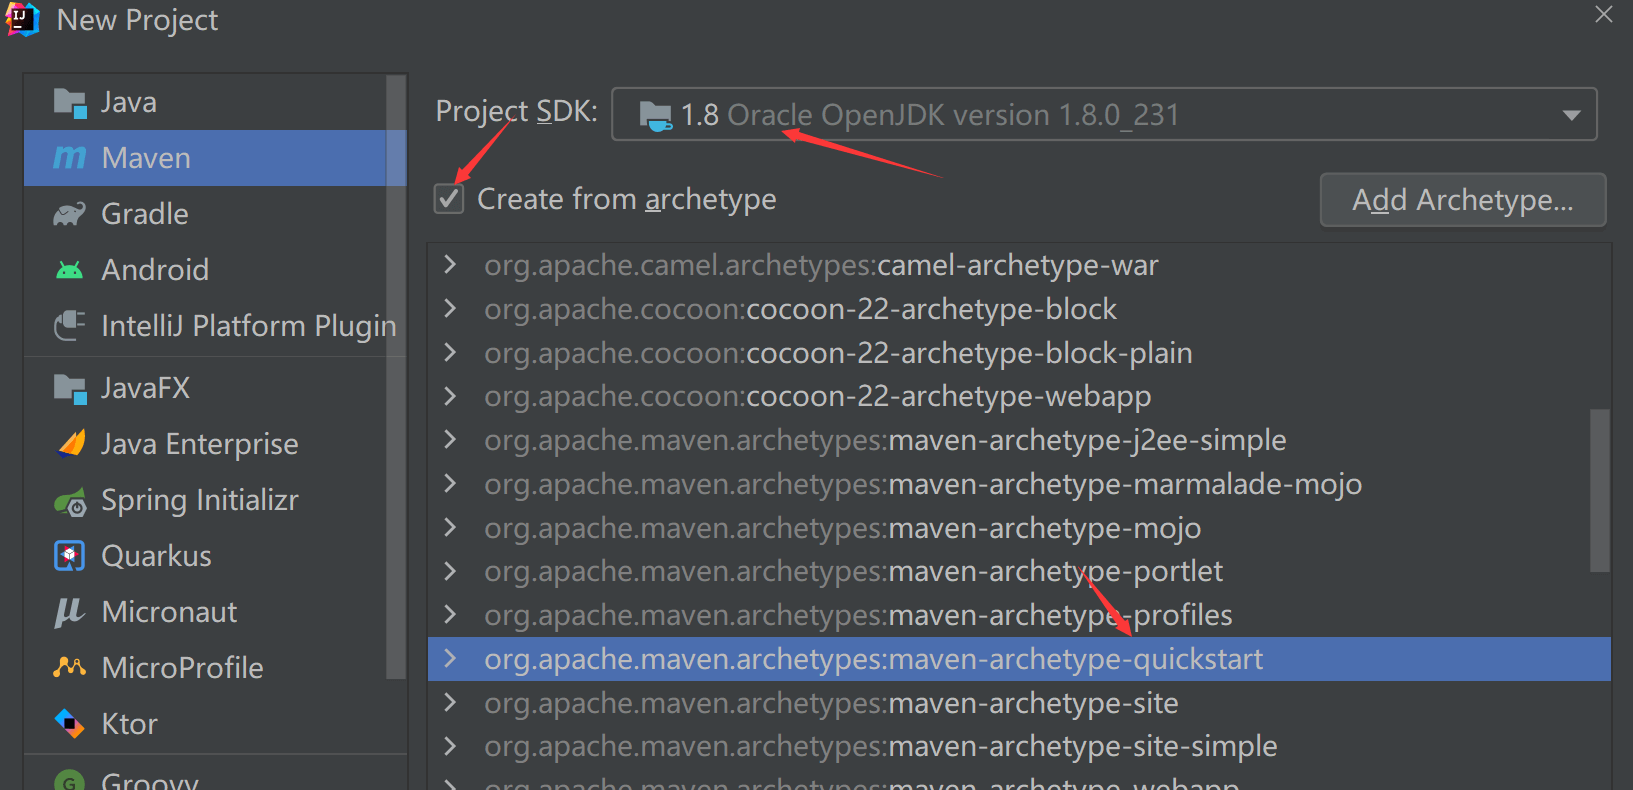 New Project
Java
Maven
Gradle
Android
IntelliJ Platform Plugin
JavaFX
Java Enterprise
Spring Initializr
Quarkus
Micronaut
MicroProfile
Ktor
Groovy
Project SDK: 1.8 Oracle OpenJDK version 1.8.0_231
Create from archetype
Add Archetype...
org.apache.camel.archetypes:camel-archetype-war
org.apache.cocoon:cocoon-22-archetype-block
org.apache.cocoon:cocoon-22-archetype-block-plain
org.apache.cocoon:cocoon-22-archetype-webapp
org.apache.maven.archetypes:maven-archetype-j2ee-simple
org.apache.maven.archetypes:maven-archetype-marmalade-mojo
org.apache.maven.archetypes:maven-archetype-mojo
org.apache.maven.archetypes:maven-archetype-portlet
org.apache.maven.archetypes:maven-archetype-profiles
org.apache.maven.archetypes:maven-archetype-quickstart
org.apache.maven.archetypes:maven-archetype-site
org.apache.maven.archetypes:maven-archetype-site-simple
org.apache.maven.archetypes:maven-archetype-webapp